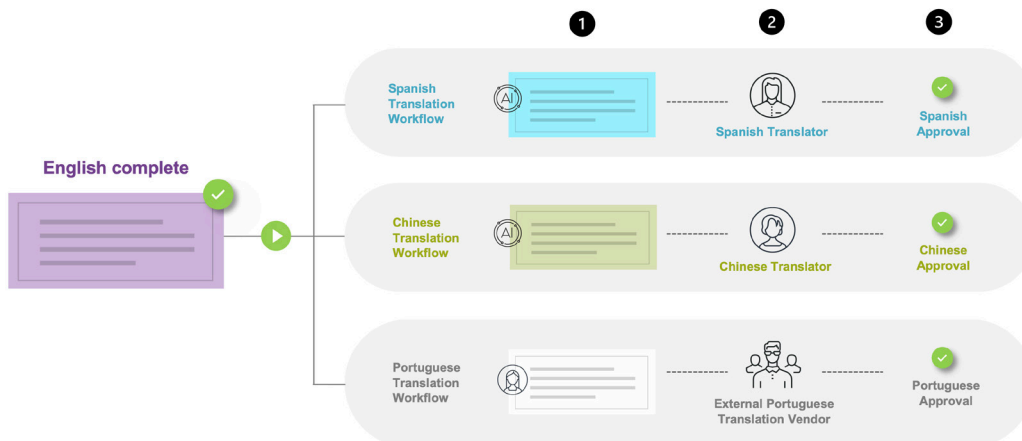 1
2
3
Spanish
Translation
Workflow
AI
Spanish Translator
Spanish
Approval
English complete
Chinese
Translation
Workflow
AI
Chinese Translator
Chinese
Approval
Portuguese
Translation
Workflow
External Portuguese
Translation Vendor
Portuguese
Approval